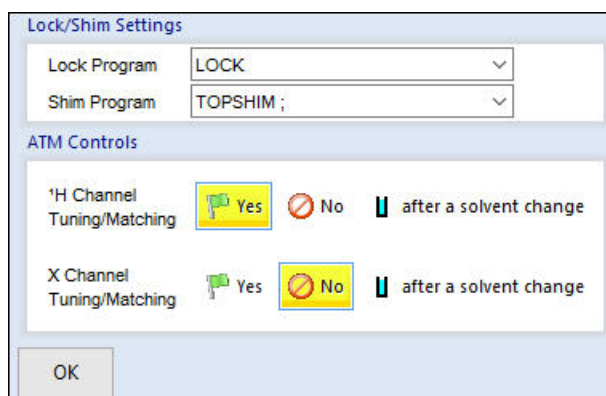 Lock/Shim Settings
Lock Program LOCK
Shim Program TOPSHIM ;
ATM Controls
¹H Channel
Tuning/Matching Yes No after a solvent change
X Channel
Tuning/Matching Yes No after a solvent change
OK